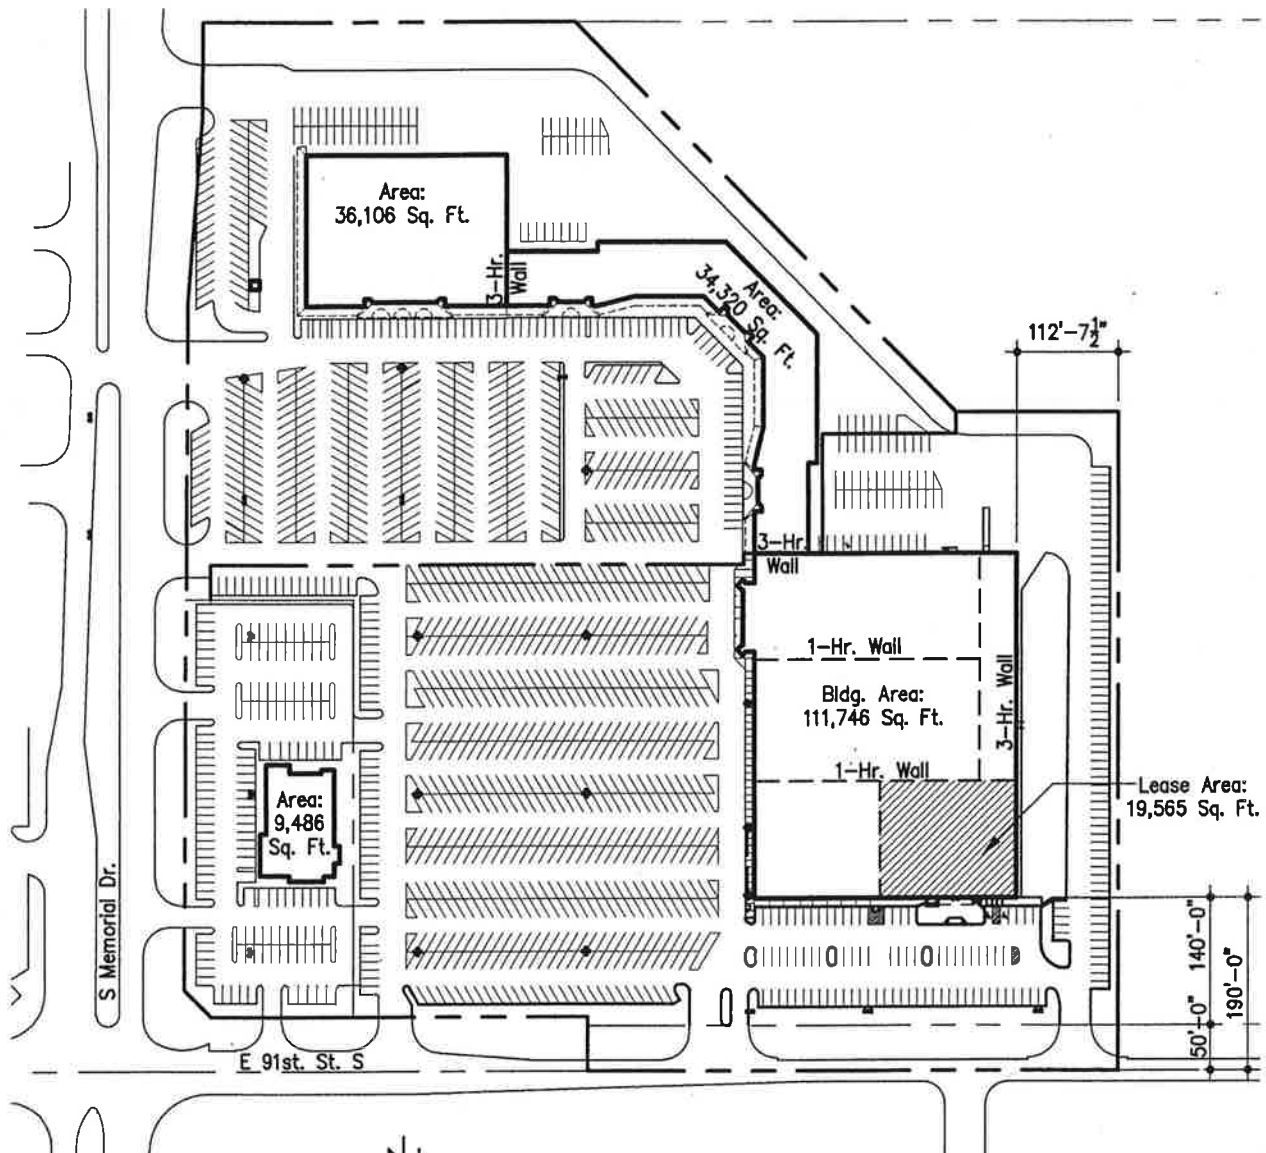 Area:
36,106 Sq. Ft.
3-Hr.
Wall
Area:
34,320 Sq. Ft.
112'-7½"
3-Hr.
Wall
1-Hr. Wall
Bldg. Area:
111,746 Sq. Ft.
3-Hr. Wall
1-Hr. Wall
Lease Area:
19,565 Sq. Ft.
Area:
9,486
Sq. Ft.
S Memorial Dr.
140'-0"
190'-0"
50'-0"
E 91st. St. S